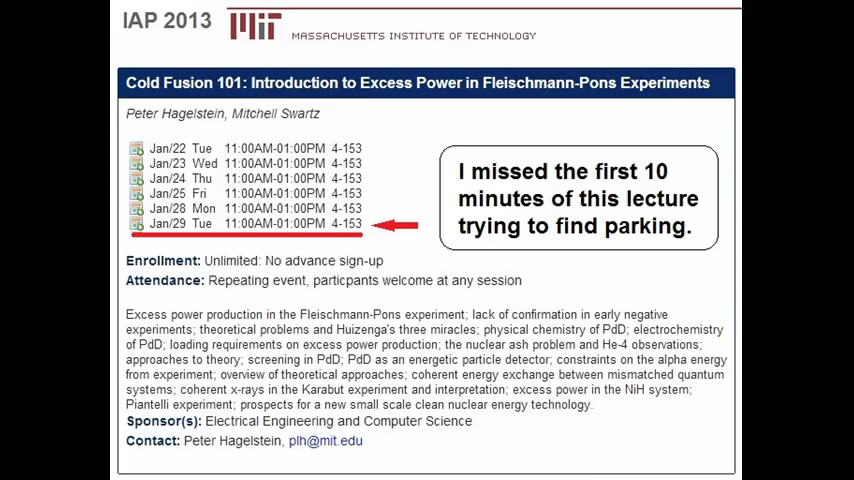 IAP 2013
MIT MASSACHUSETTS INSTITUTE OF TECHNOLOGY
Cold Fusion 101: Introduction to Excess Power in Fleischmann-Pons Experiments
Peter Hagelstein, Mitchell Swartz
Jan/22 Tue 11:00AM-01:00PM 4-153
Jan/23 Wed 11:00AM-01:00PM 4-153
Jan/24 Thu 11:00AM-01:00PM 4-153
Jan/25 Fri 11:00AM-01:00PM 4-153
Jan/28 Mon 11:00AM-01:00PM 4-153
Jan/29 Tue 11:00AM-01:00PM 4-153
I missed the first 10
minutes of this lecture
trying to find parking.
Enrollment: Unlimited: No advance sign-up
Attendance: Repeating event, particpants welcome at any session
Excess power production in the Fleischmann-Pons experiment; lack of confirmation in early negative
experiments; theoretical problems and Huizenga's three miracles; physical chemistry of PdD; electrochemistry
of PdD; loading requirements on excess power production; the nuclear ash problem and He-4 observations;
approaches to theory; screening in PdD; PdD as an energetic particle detector; constraints on the alpha energy
from experiment; overview of theoretical approaches; coherent energy exchange between mismatched quantum
systems; coherent x-rays in the Karabut experiment and interpretation; excess power in the NiH system;
Piantelli experiment; prospects for a new small scale clean nuclear energy technology.
Sponsor(s): Electrical Engineering and Computer Science
Contact: Peter Hagelstein, plh@mit.edu